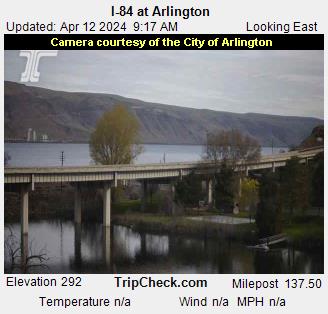 I-84 at Arlington
Updated: Apr 12 2024 9:17 AM Looking East
Camera courtesy of the City of Arlington
Elevation 292 TripCheck.com Milepost 137.50
Temperature n/a Wind n/a MPH n/a